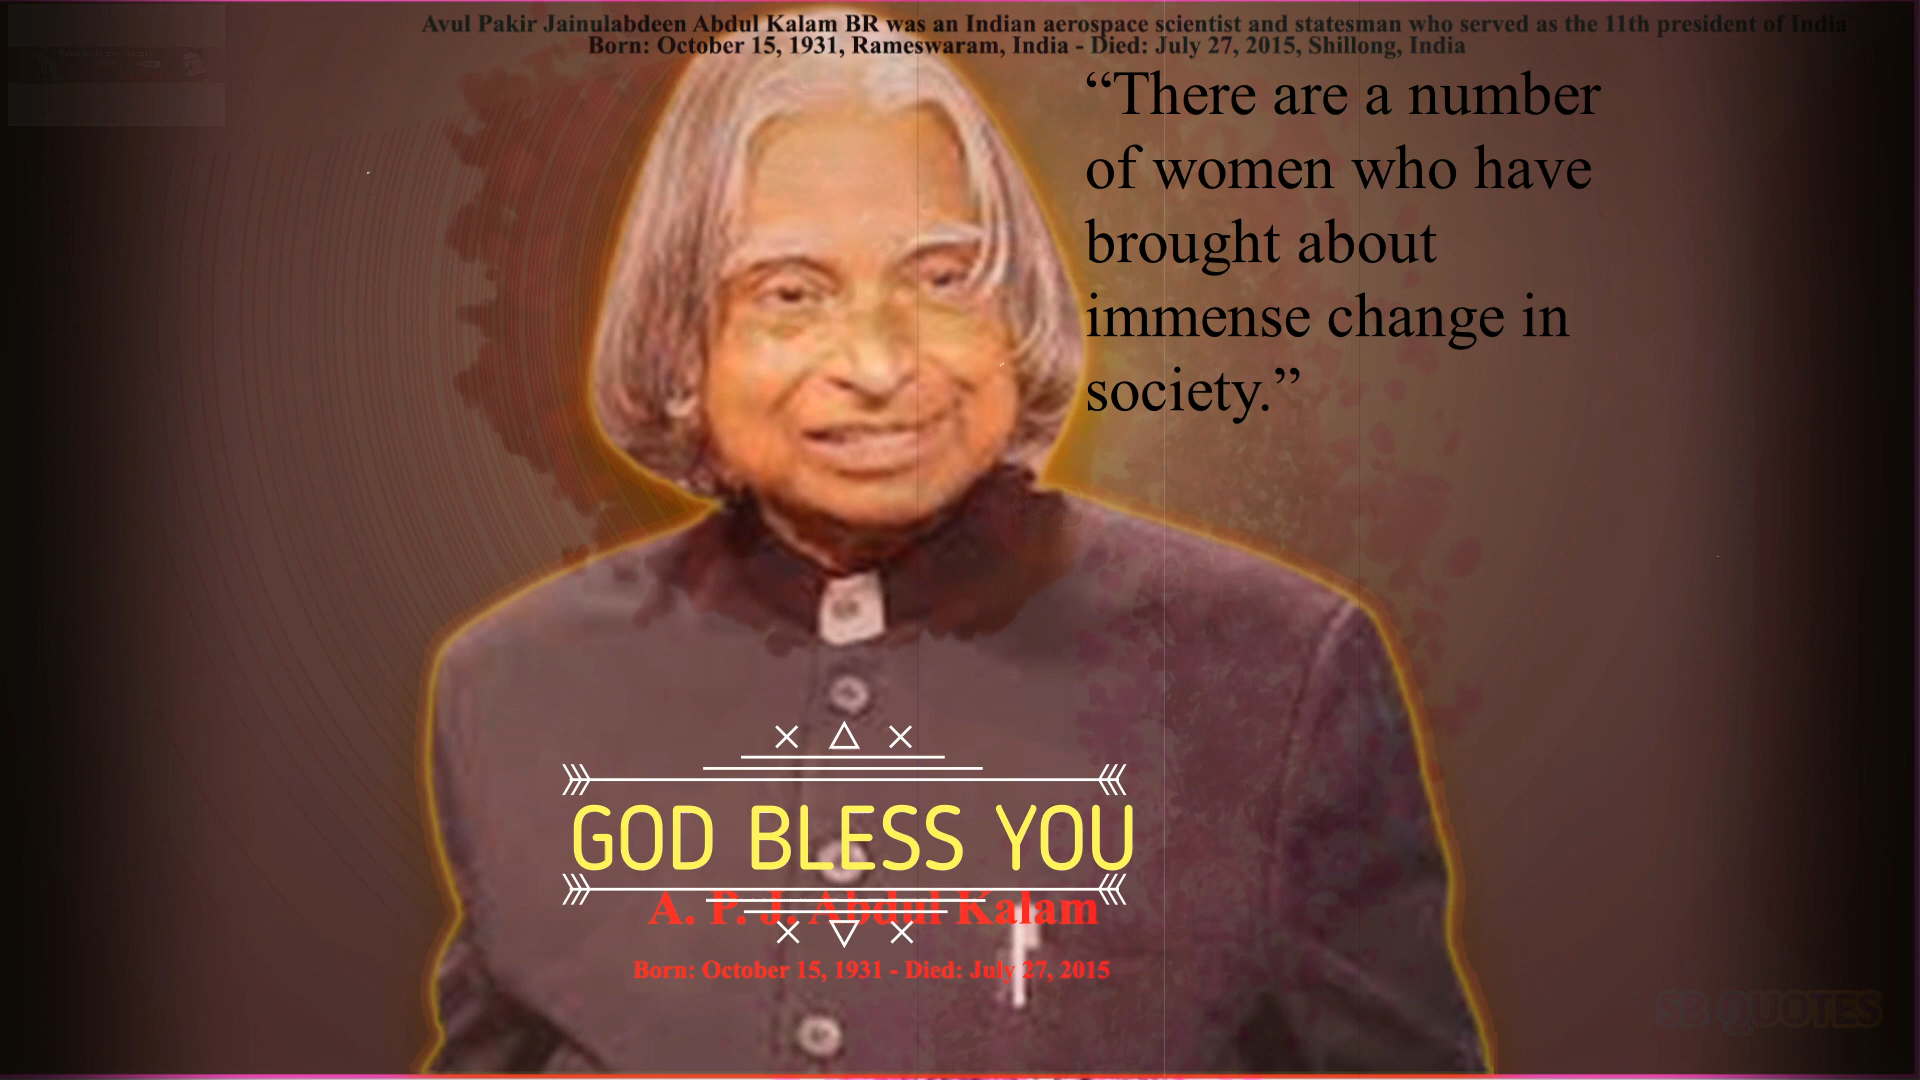 Avul Pakir Jainulabdeen Abdul Kalam BR was an Indian aerospace scientist and statesman who served as the 11th president of India
Born: October 15, 1931, Rameswaram, India - Died: July 27, 2015, Shillong, India
“There are a number
of women who have
brought about
immense change in
society.”
GOD BLESS YOU
A. P. J. Abdul Kalam
Born: October 15, 1931 - Died: July 27, 2015
SB QUOTES